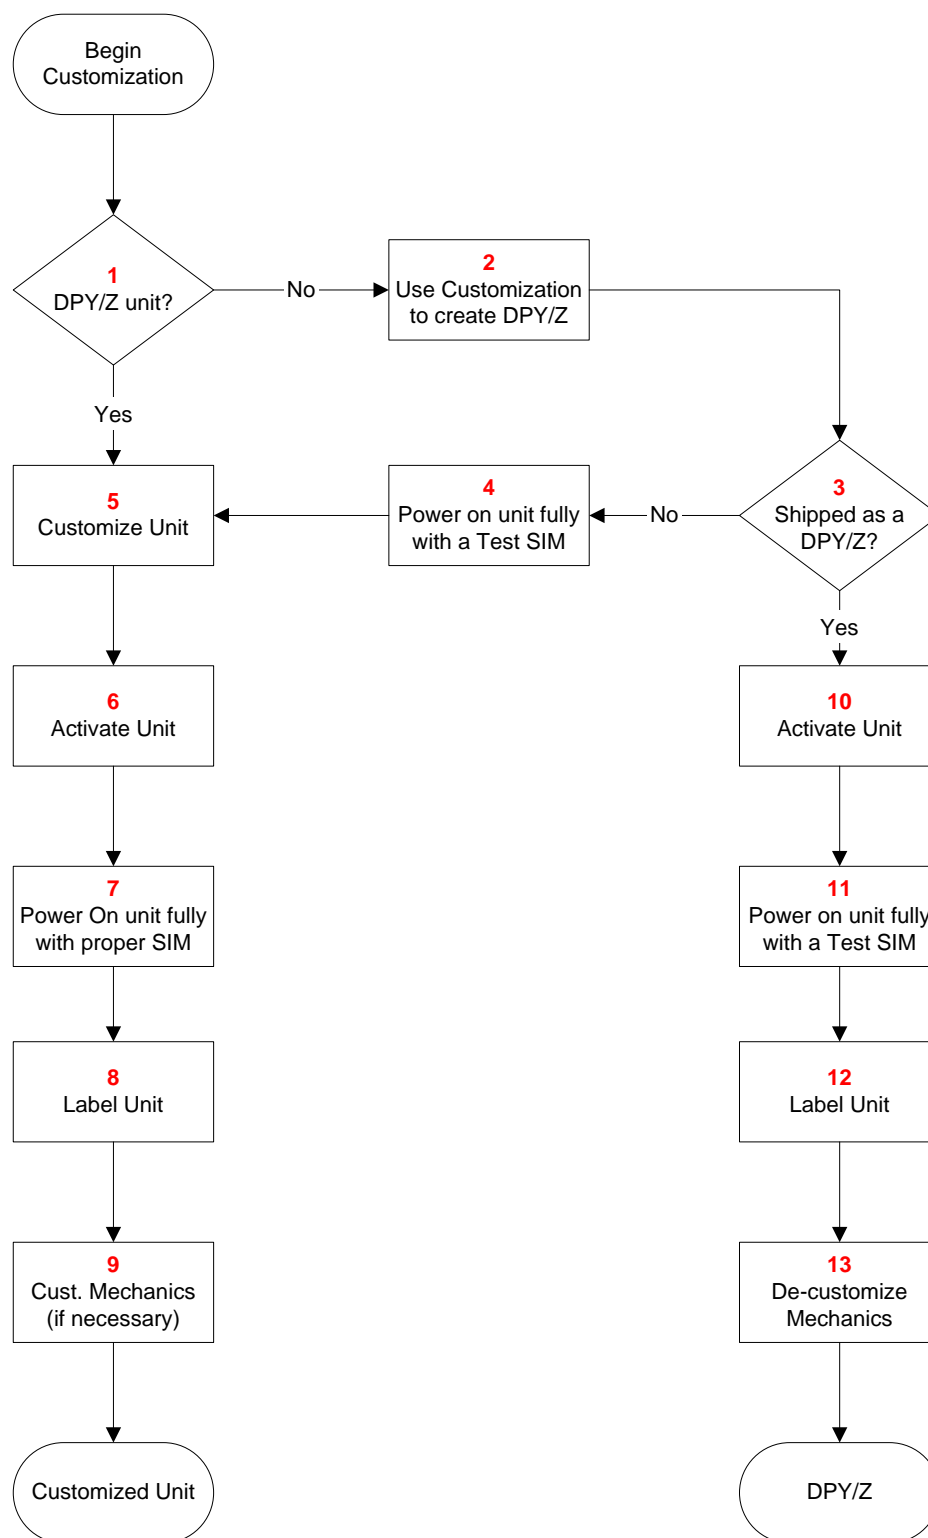 Begin
Customization
1
DPY/Z unit?
No
2
Use Customization
to create DPY/Z
Yes
3
Shipped as a
DPY/Z?
No
4
Power on unit fully
with a Test SIM
5
Customize Unit
Yes
6
Activate Unit
10
Activate Unit
7
Power On unit fully
with proper SIM
11
Power on unit fully
with a Test SIM
8
Label Unit
12
Label Unit
9
Cust. Mechanics
(if necessary)
13
De-customize
Mechanics
Customized Unit
DPY/Z